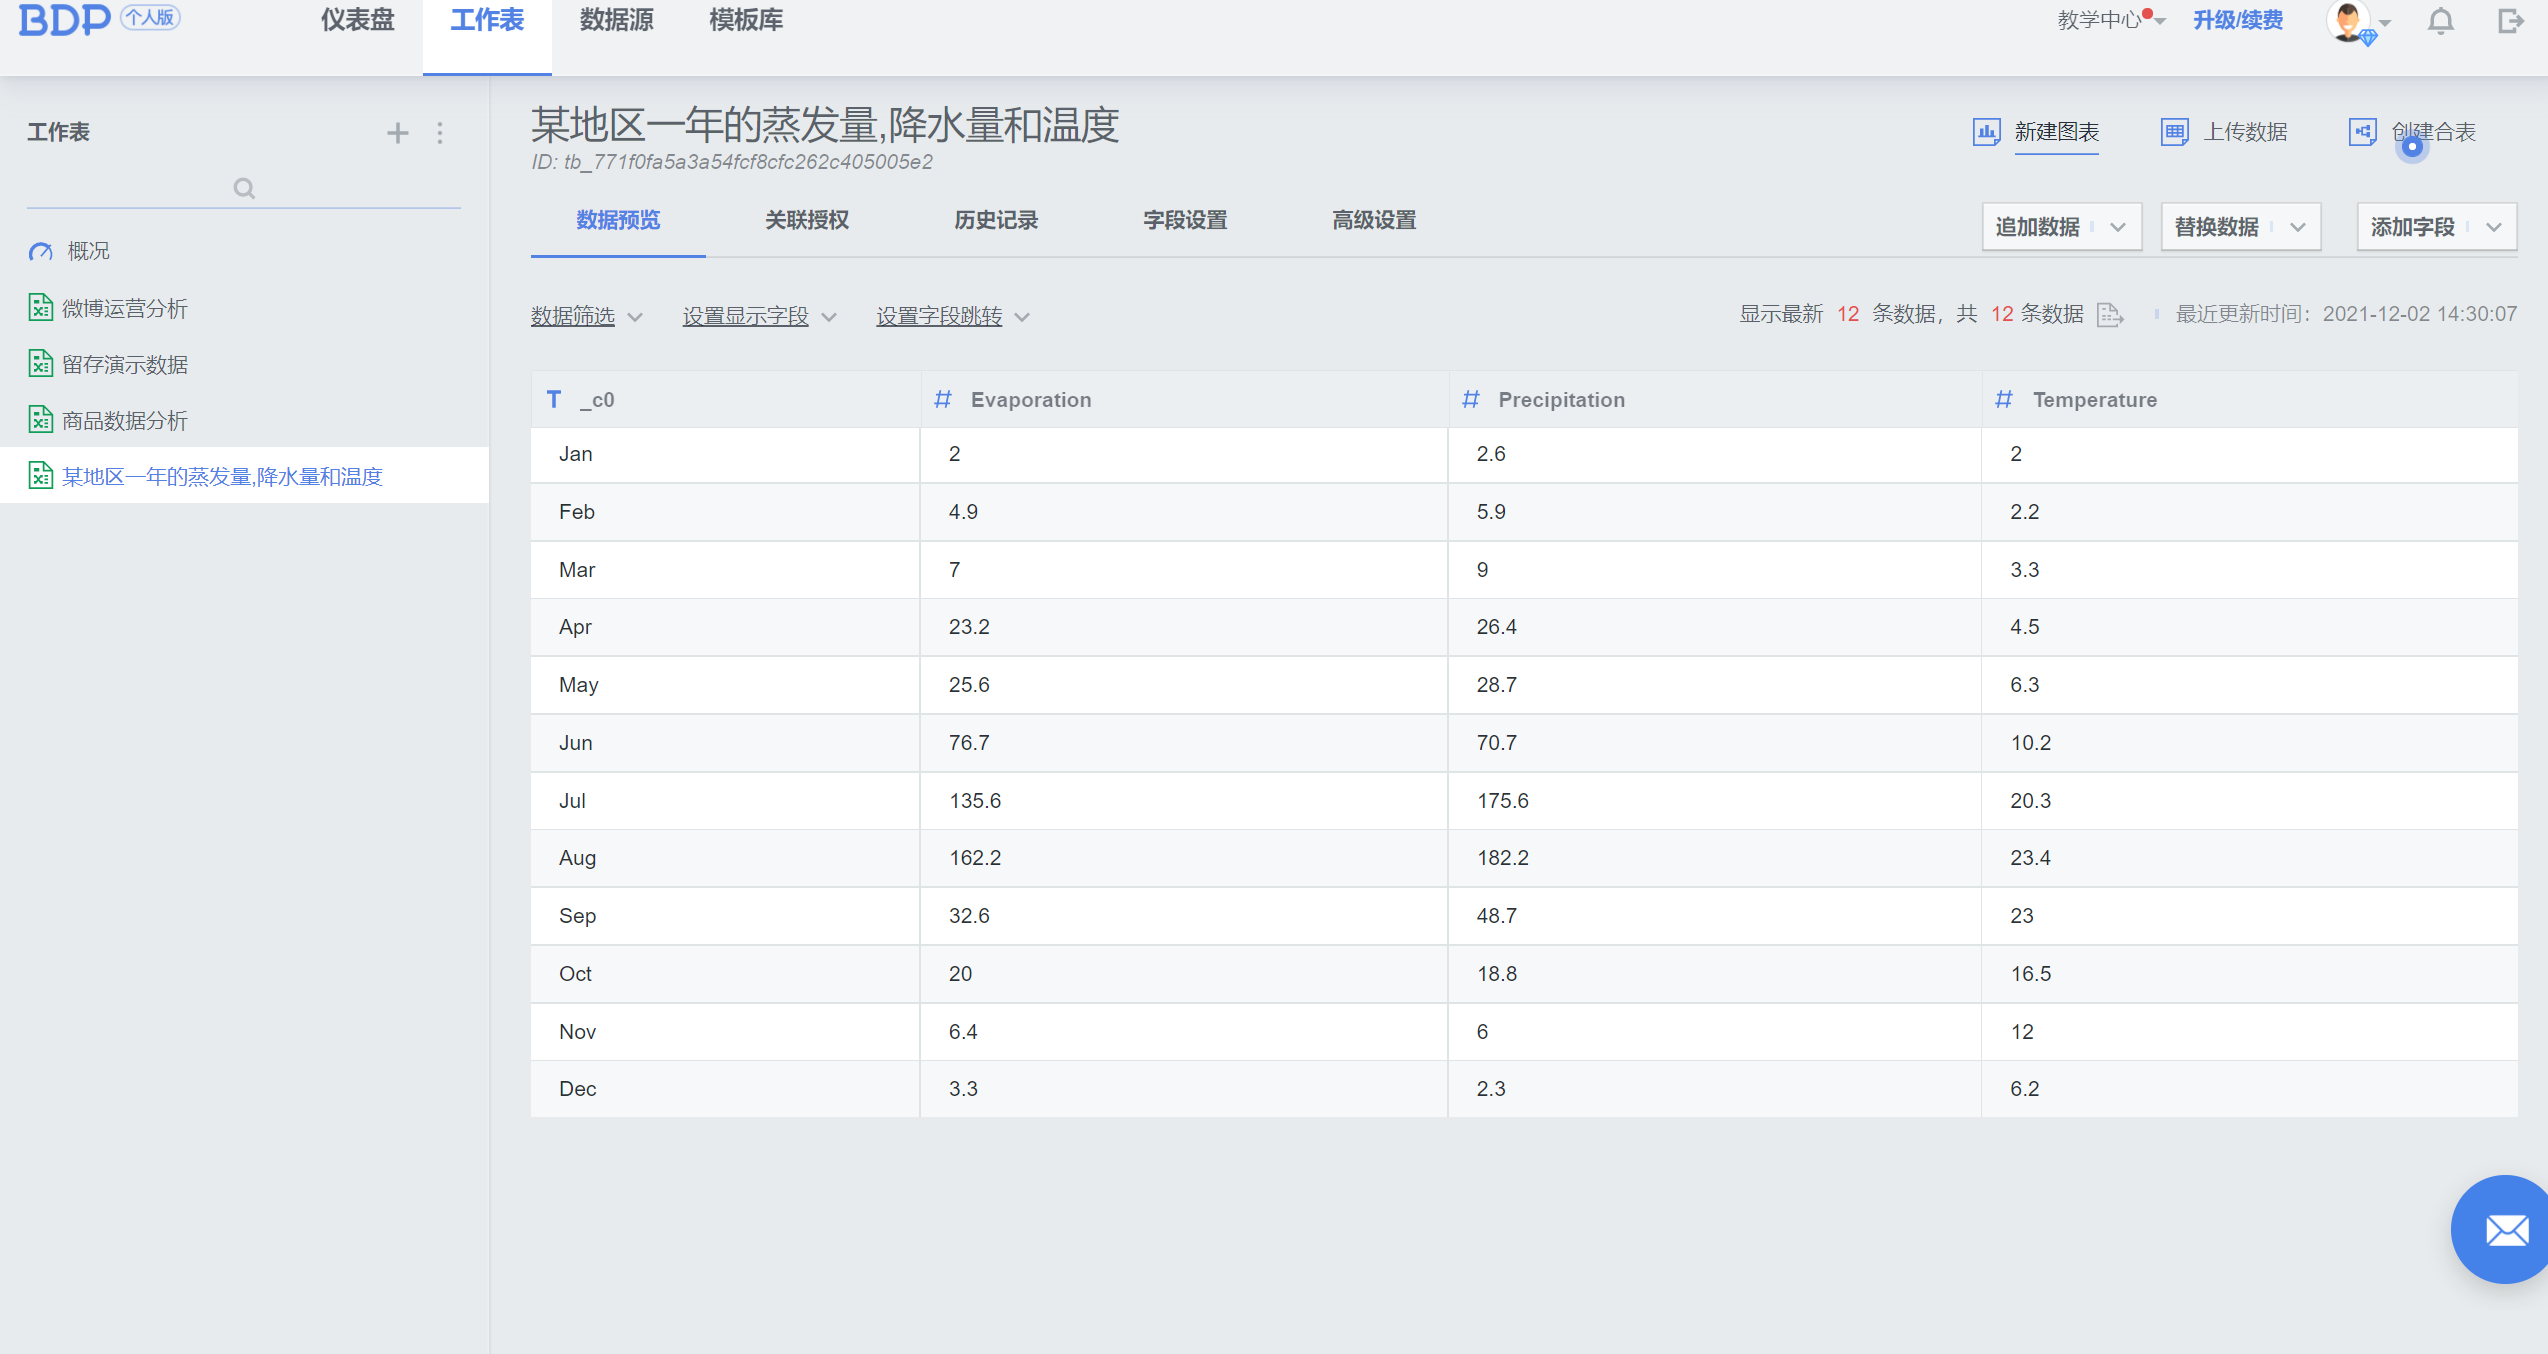 BDP 个人版 仪表盘 工作表 数据源 模板库 教学中心 升级/续费
工作表
某地区一年的蒸发量,降水量和温度
ID: tb_771f0fa5a3a54fcf8cfc262c405005e2
新建图表 上传数据 创建合表
数据预览 关联授权 历史记录 字段设置 高级设置 追加数据 替换数据 添加字段
概况
微博运营分析
留存演示数据
商品数据分析
某地区一年的蒸发量,降水量和温度
数据筛选 设置显示字段 设置字段跳转 显示最新 12 条数据，共 12 条数据 最近更新时间：2021-12-02 14:30:07
T _c0 # Evaporation # Precipitation # Temperature
Jan 2 2.6 2
Feb 4.9 5.9 2.2
Mar 7 9 3.3
Apr 23.2 26.4 4.5
May 25.6 28.7 6.3
Jun 76.7 70.7 10.2
Jul 135.6 175.6 20.3
Aug 162.2 182.2 23.4
Sep 32.6 48.7 23
Oct 20 18.8 16.5
Nov 6.4 6 12
Dec 3.3 2.3 6.2